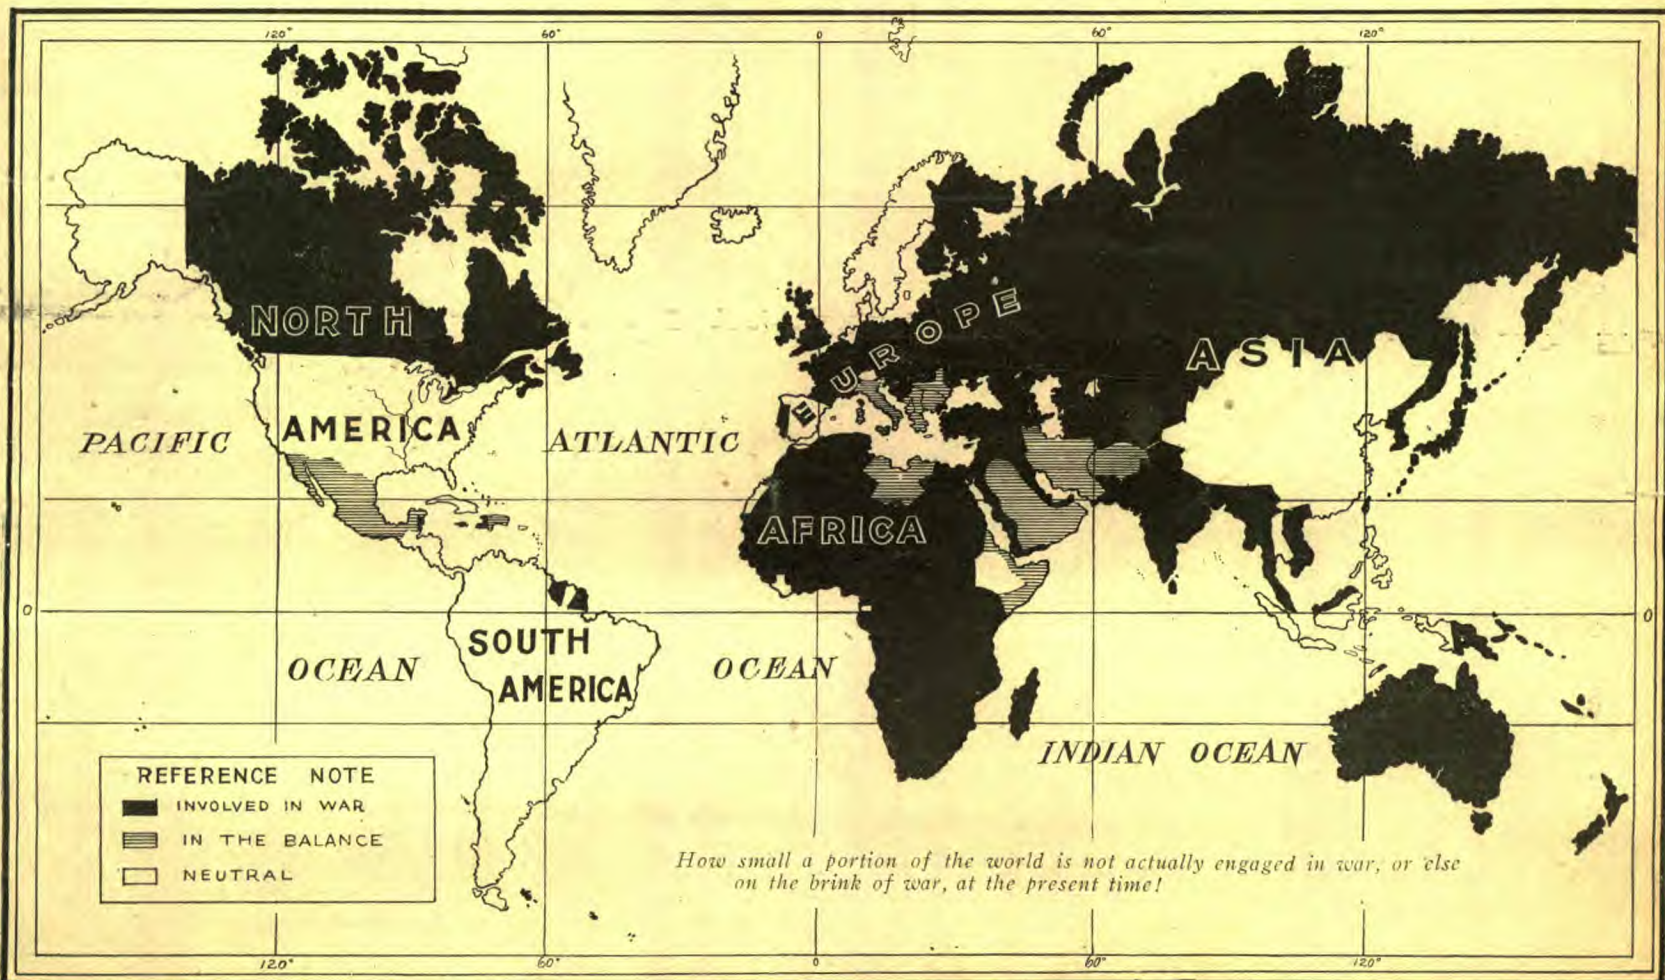 120° 60° 0 60° 120°
NORTH
AMERICA
EUROPE
ASIA
PACIFIC
ATLANTIC
AFRICA
0 0
SOUTH
AMERICA
OCEAN
OCEAN
INDIAN OCEAN
REFERENCE NOTE
INVOLVED IN WAR
IN THE BALANCE
NEUTRAL
How small a portion of the world is not actually engaged in war, or else
on the brink of war, at the present time!
120° 60° 0 60° 120°